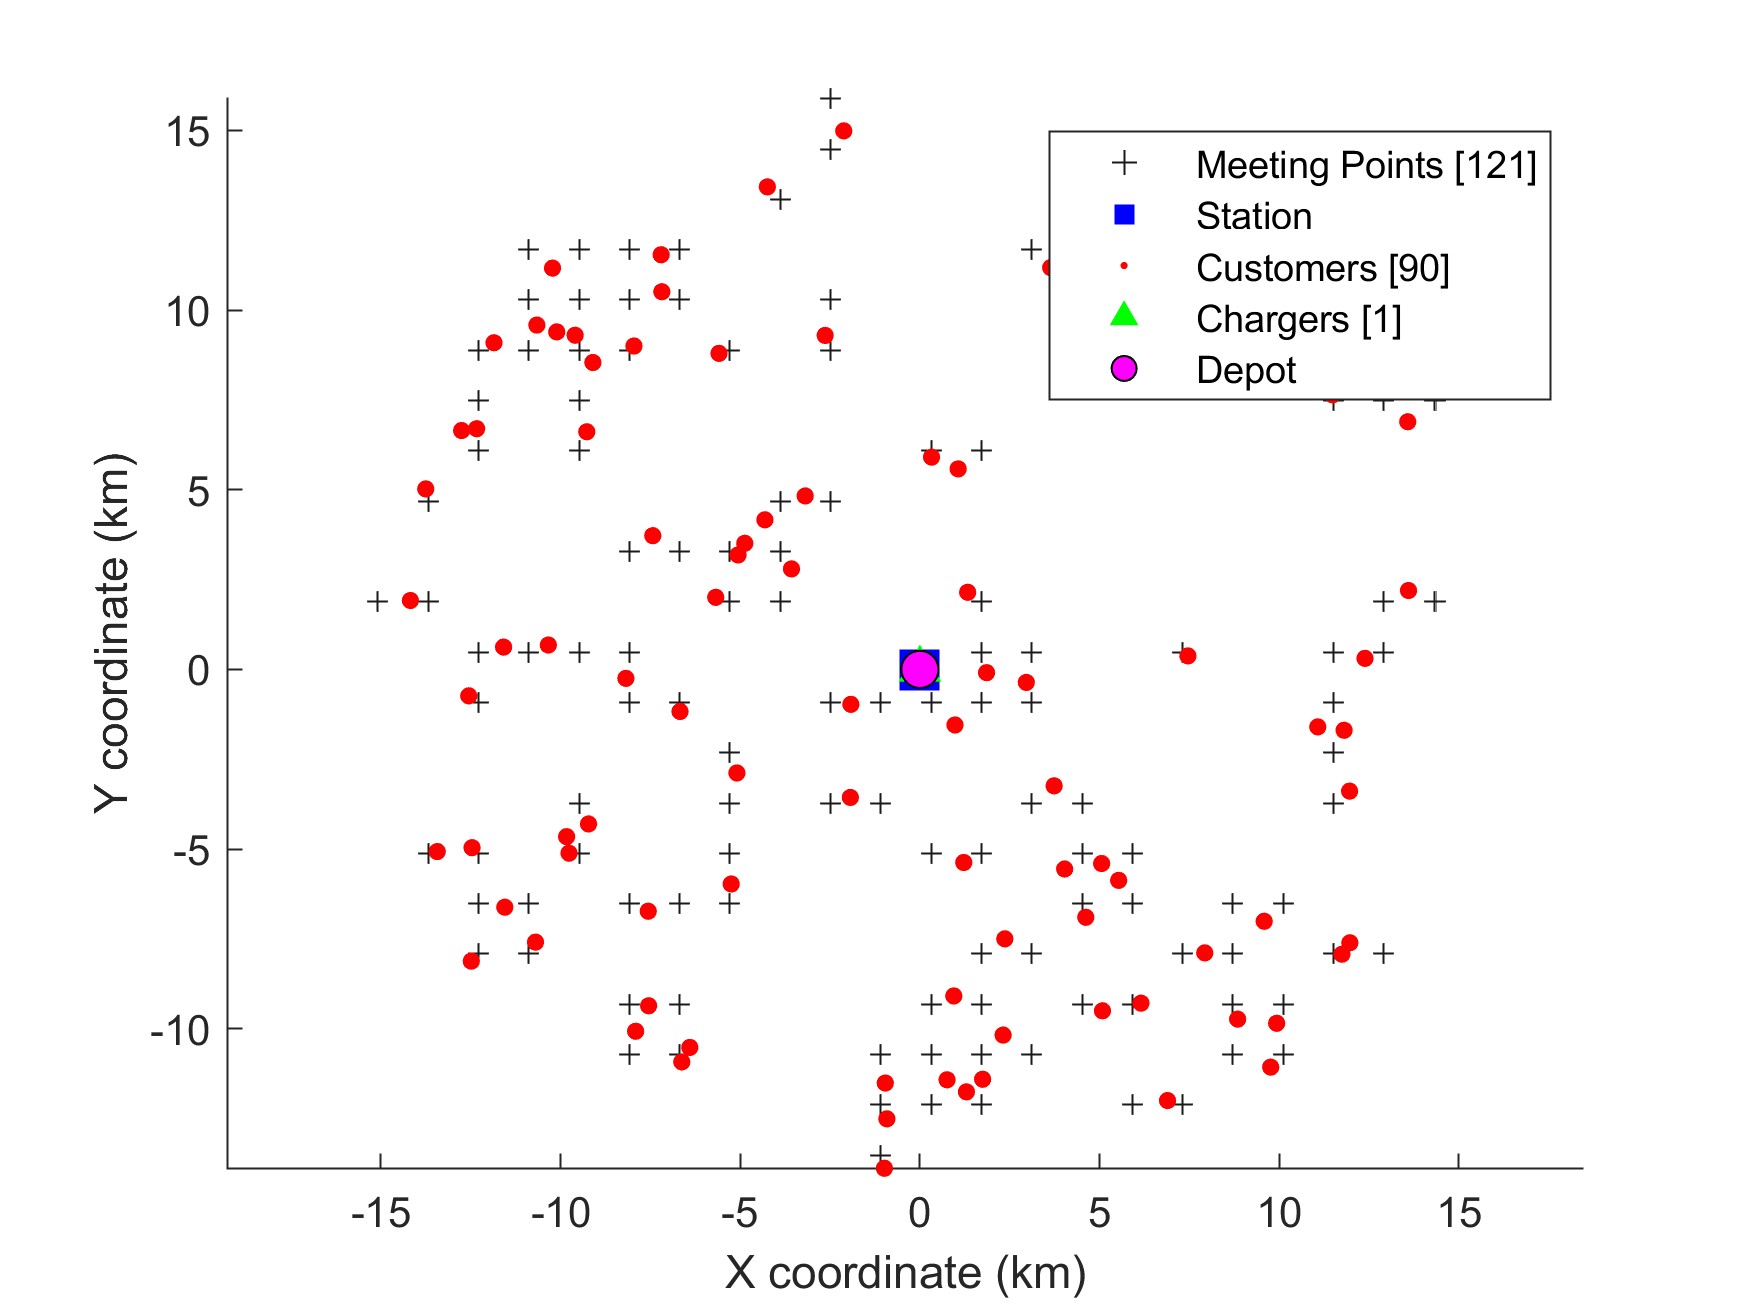 15
10
5
0
-5
-10
Y coordinate (km)
Meeting Points [121]
Station
Customers [90]
Chargers [1]
Depot
-15 -10 -5 0 5 10 15
X coordinate (km)